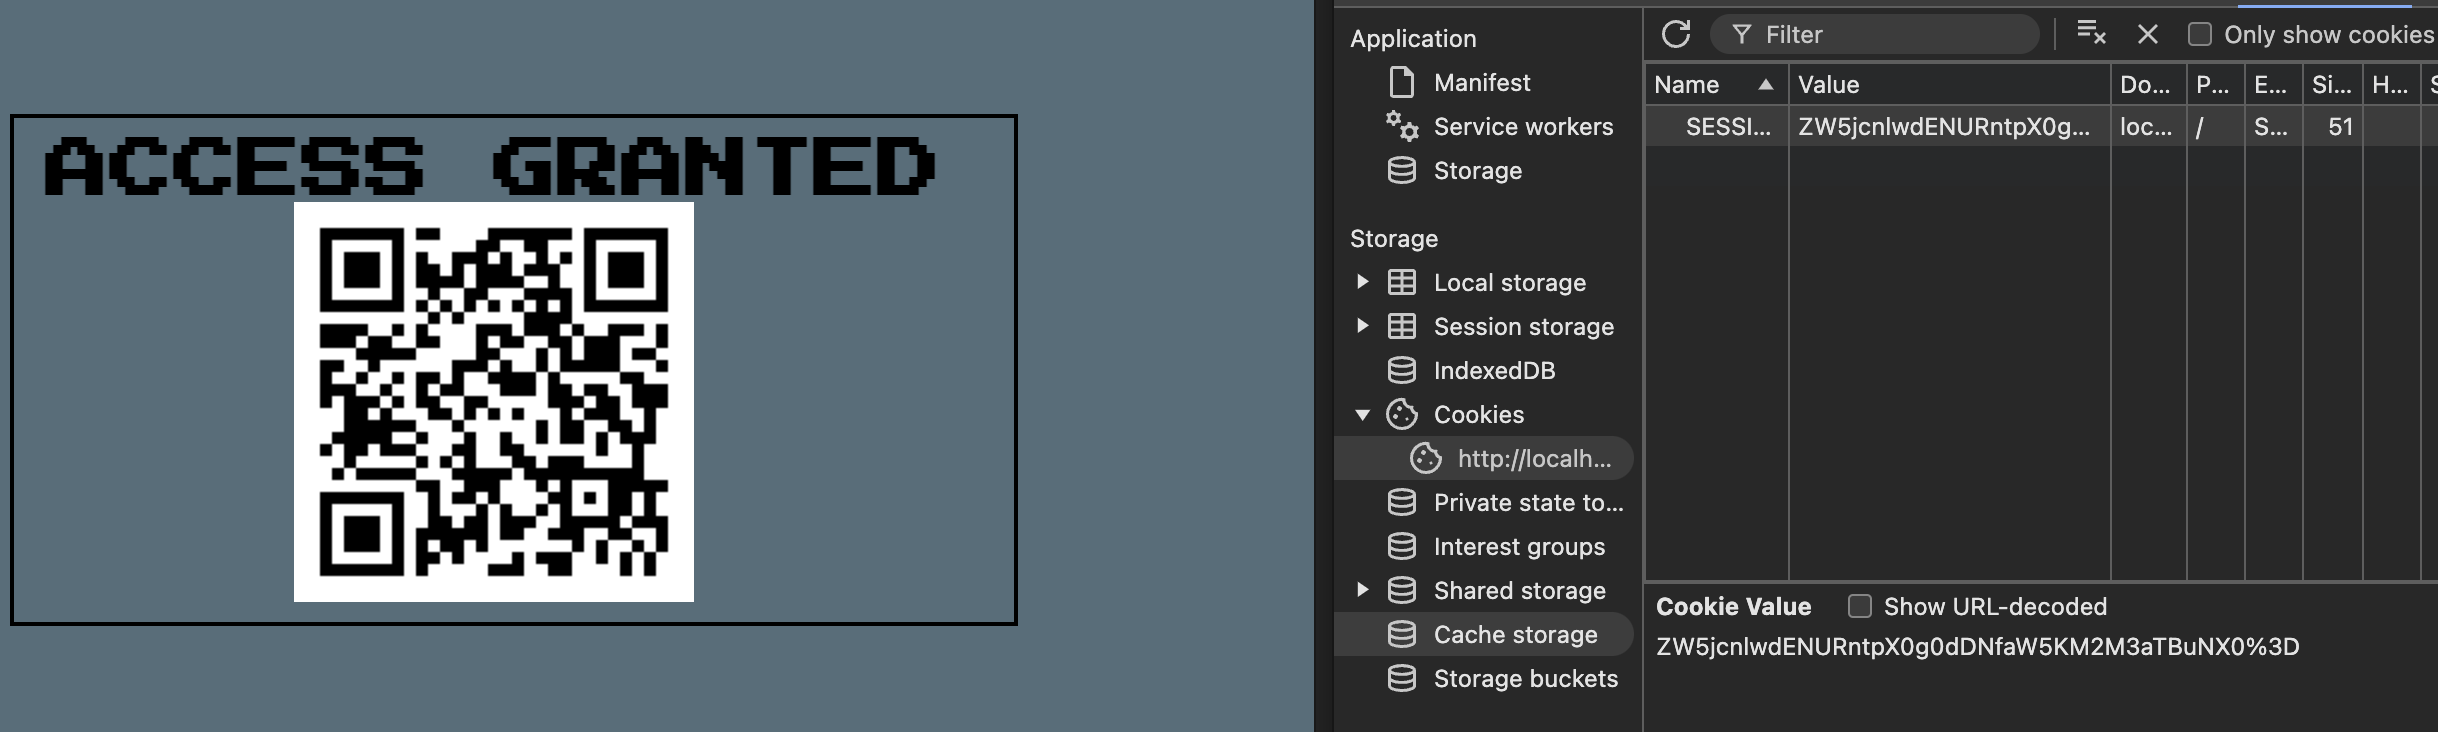 ACCESS GRANTED
Application
Manifest
Service workers
Storage
Storage
Local storage
Session storage
IndexedDB
Cookies
http://localh...
Private state to...
Interest groups
Shared storage
Cache storage
Storage buckets
Filter
Only show cookies
Name Value Do... P... E... Si... H... S
SESSI... ZW5jcnlwdENURntpX0g... loc... / S... 51
Cookie Value Show URL-decoded
ZW5jcnlwdENURntpX0g0dDNfaW5KM2M3aTBuNX0%3D